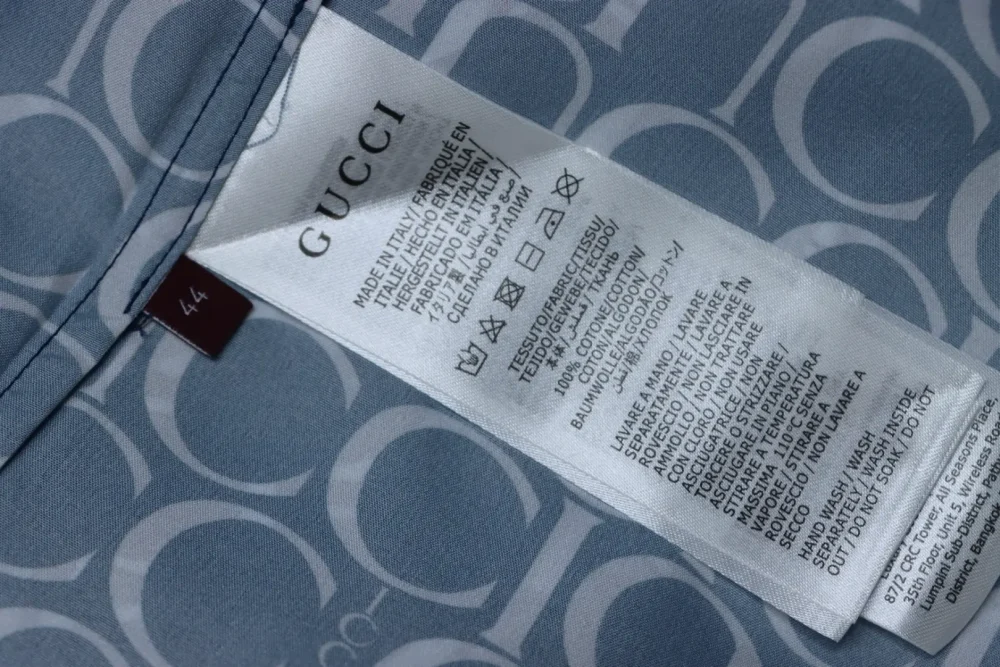 GUCCI
MADE IN ITALY/ FABRIQUÉ EN
ITALIE / HECHO EN ITALIA /
HERGESTELLT IN ITALIEN /
FABRICADO EM ITALIA /
イタリア製 / صنع في ايطاليا /
СДЕЛАНО В ИТАЛИИ
TESSUTO/FABRIC/TISSU/
TEJIDO/GEWEBE/TECIDO/
本体 / قماش / ТКАНЬ
100% COTONE/COTTON/
COTON/ALGODON/
BAUMWOLLE/ALGODÃO/コットン/
قطن/棉/ХЛОПОК
LAVARE A MANO / LAVARE
SEPARATAMENTE / LAVARE A
ROVESCIO / NON LASCIARE IN
AMMOLLO / NON TRATTARE
CON CLORO / NON USARE
ASCIUGATRICE / NON
TORCERE O STRIZZARE /
ASCIUGARE IN PIANO /
STIRARE A TEMPERATURA
MASSIMA 110°C SENZA
VAPORE / STIRARE A
ROVESCIO / NON LAVARE A
SECCO
HAND WASH / WASH
SEPARATELY / WASH INSIDE
OUT / DO NOT SOAK / DO NOT
44
87/2 CRC Tower, All Seasons Place,
35th Floor, Unit 5, Wireless Road
Lumpini Sub-District,
District, Bangkok